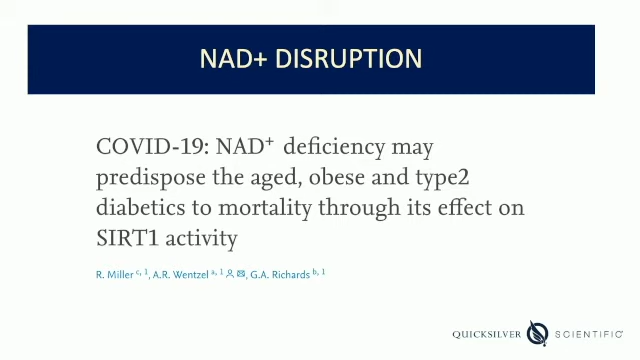 NAD+ DISRUPTION
COVID-19: NAD⁺ deficiency may
predispose the aged, obese and type2
diabetics to mortality through its effect on
SIRT1 activity
R. Miller ᶜ, ¹, A.R. Wentzel ᵃ, ¹, G.A. Richards ᵇ, ¹
QUICKSILVER SCIENTIFIC